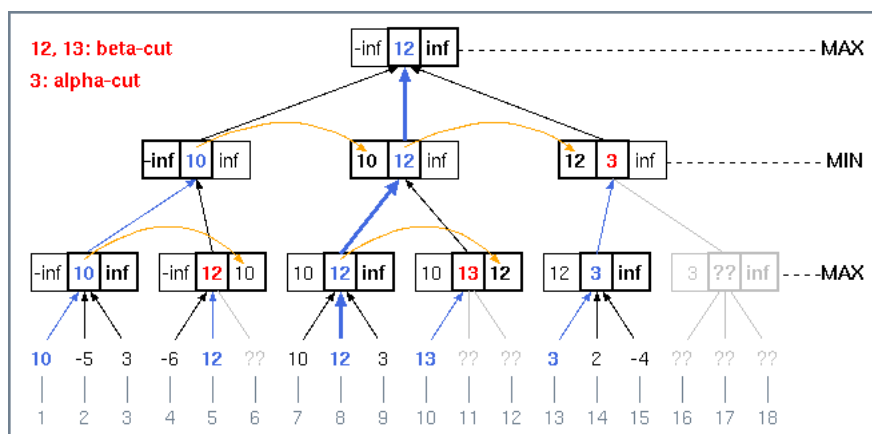 12, 13: beta-cut
3: alpha-cut
-inf 12 inf MAX
-inf 10 inf 10 12 inf 12 3 inf MIN
-inf 10 inf -inf 12 10 10 12 inf 10 13 12 12 3 inf 3 ?? inf MAX
10 -5 3 -6 12 ?? 10 12 3 13 ?? ?? 3 2 -4 ?? ?? ??
1 2 3 4 5 6 7 8 9 10 11 12 13 14 15 16 17 18